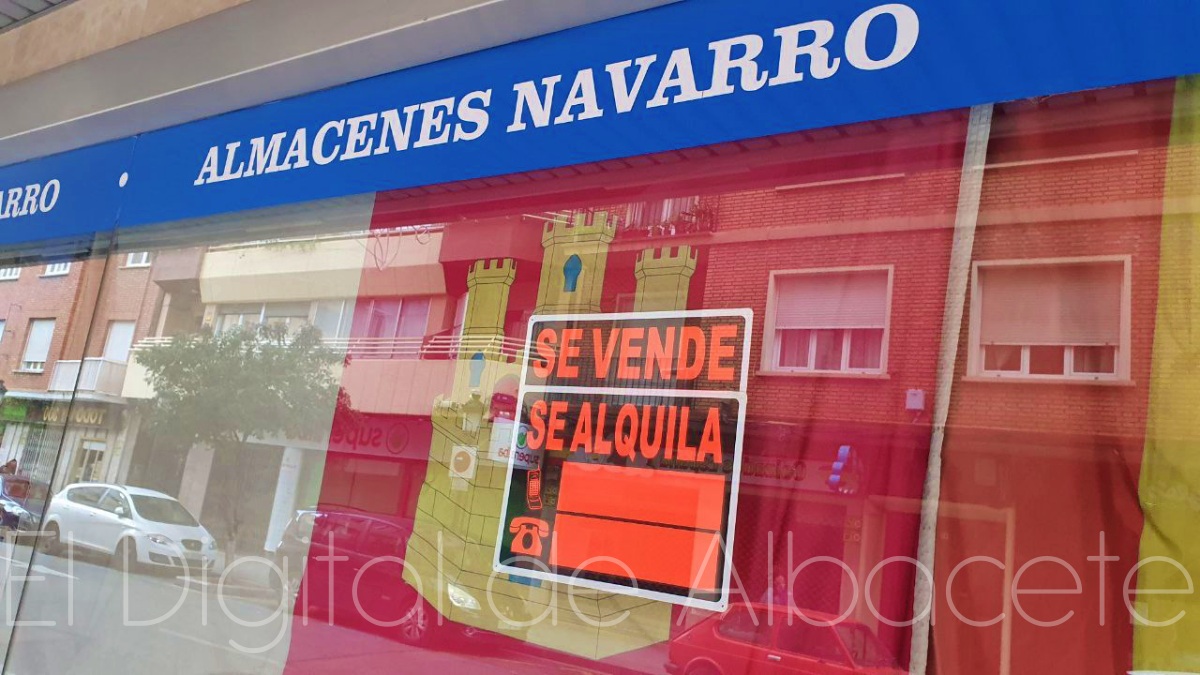 ARRO · ALMACENES NAVARRO
SE VENDE
SE ALQUILA
El Digital de Albacete